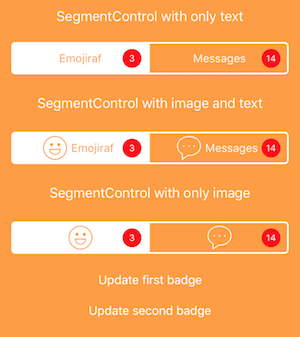 SegmentControl with only text
Emojiraf 3 Messages 14
SegmentControl with image and text
Emojiraf 3 Messages 14
SegmentControl with only image
3 14
Update first badge
Update second badge